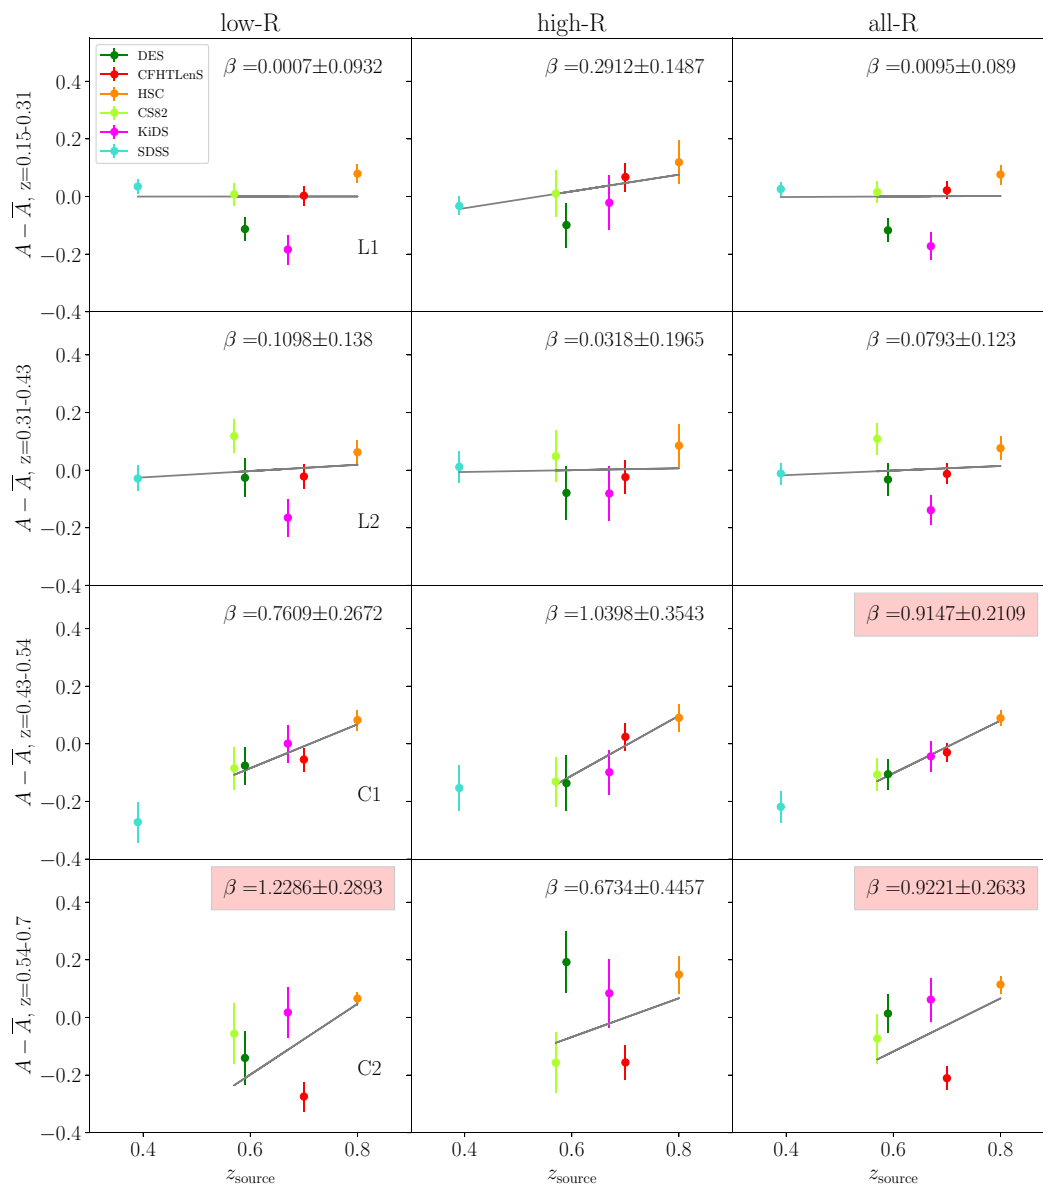 low-R high-R all-R
DES
CFHTLenS
HSC
CS82
KiDS
SDSS
β =0.0007±0.0932
β =0.2912±0.1487
β =0.0095±0.089
A − A̅, z=0.15-0.31
0.4
0.2
0.0
−0.2
−0.4
L1
β =0.1098±0.138
β =0.0318±0.1965
β =0.0793±0.123
A − A̅, z=0.31-0.43
0.4
0.2
0.0
−0.2
−0.4
L2
β =0.7609±0.2672
β =1.0398±0.3543
β =0.9147±0.2109
A − A̅, z=0.43-0.54
0.4
0.2
0.0
−0.2
−0.4
C1
β =1.2286±0.2893
β =0.6734±0.4457
β =0.9221±0.2633
A − A̅, z=0.54-0.7
0.4
0.2
0.0
−0.2
−0.4
C2
0.4 0.6 0.8 0.4 0.6 0.8 0.4 0.6 0.8
z_source z_source z_source